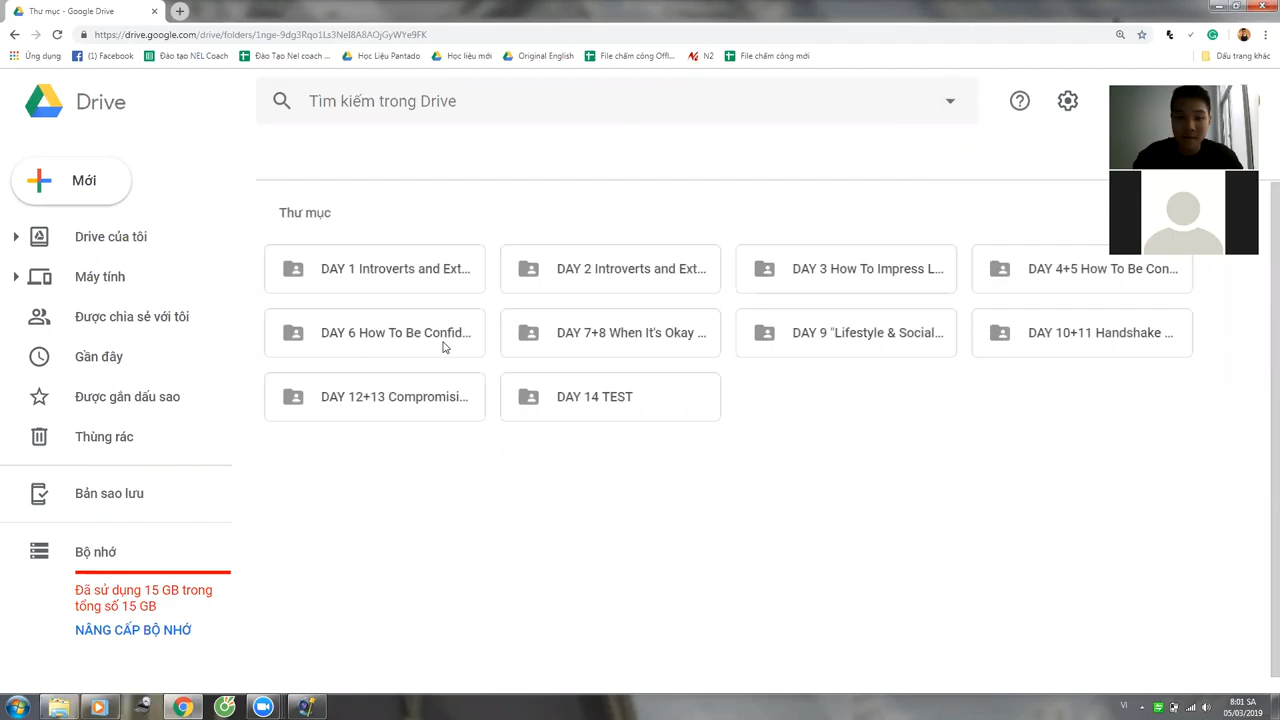 Thư mục - Google Drive
https://drive.google.com/drive/folders/1nge-9dg3Rqo1Ls3NeI8A8AOjGyWYe9FK
Ứng dụng (1) Facebook Đào tạo NEL Coach Đào Tạo Nel coach ... Học Liệu Pantado Học liệu mới Original English File chấm công Offl... N2 File chấm công mới Dấu trang khác
Drive
Tìm kiếm trong Drive
Mới
Drive của tôi
Máy tính
Được chia sẻ với tôi
Gần đây
Được gắn dấu sao
Thùng rác
Bản sao lưu
Bộ nhớ
Đã sử dụng 15 GB trong
tổng số 15 GB
NÂNG CẤP BỘ NHỚ
Thư mục
DAY 1 Introverts and Ext...
DAY 2 Introverts and Ext...
DAY 3 How To Impress L...
DAY 4+5 How To Be Con...
DAY 6 How To Be Confid...
DAY 7+8 When It's Okay ...
DAY 9 "Lifestyle & Social...
DAY 10+11 Handshake ...
DAY 12+13 Compromisi...
DAY 14 TEST
VI
8:01 SA
05/03/2019